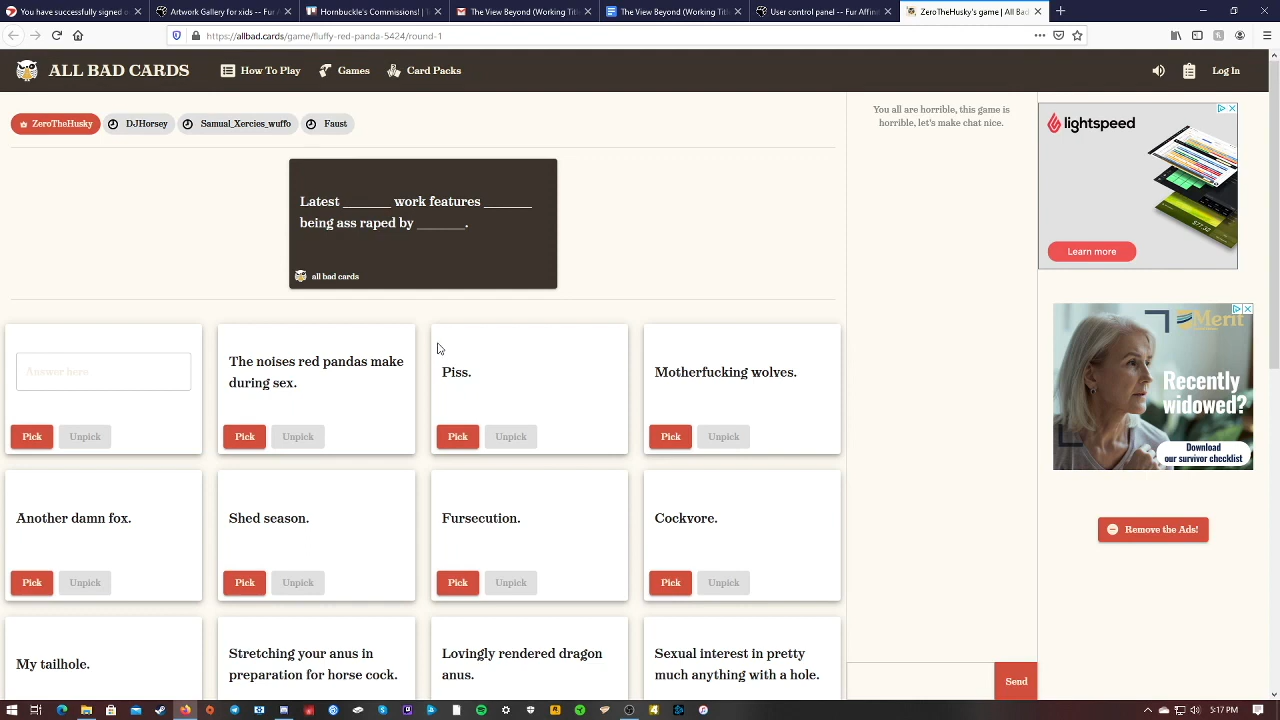 You have successfully signed o
Artwork Gallery for xerles -- Fur A
Hornbuckle's Commissions! | T
The View Beyond (Working Title
The View Beyond (Working Title
User control panel -- Fur Affinit
ZeroTheHusky's game | All Bad
https://allbad.cards/game/fluffy-red-panda-5424/round-1
ALL BAD CARDS
How To Play
Games
Card Packs
Log In
ZeroTheHusky
DJHorsey
Samual_Xercies_wuffo
Faust
You all are horrible, this game is
horrible, let's make chat nice.
Latest _______ work features _______
being ass raped by _______.
all bad cards
lightspeed
Learn more
Merit
Recently
widowed?
Download
our survivor checklist
Remove the Ads!
Answer here
Pick
Unpick
The noises red pandas make
during sex.
Pick
Unpick
Piss.
Pick
Unpick
Motherfucking wolves.
Pick
Unpick
Another damn fox.
Pick
Unpick
Shed season.
Pick
Unpick
Fursecution.
Pick
Unpick
Cockvore.
Pick
Unpick
My tailhole.
Stretching your anus in
preparation for horse cock.
Lovingly rendered dragon
anus.
Sexual interest in pretty
much anything with a hole.
Send
5:17 PM